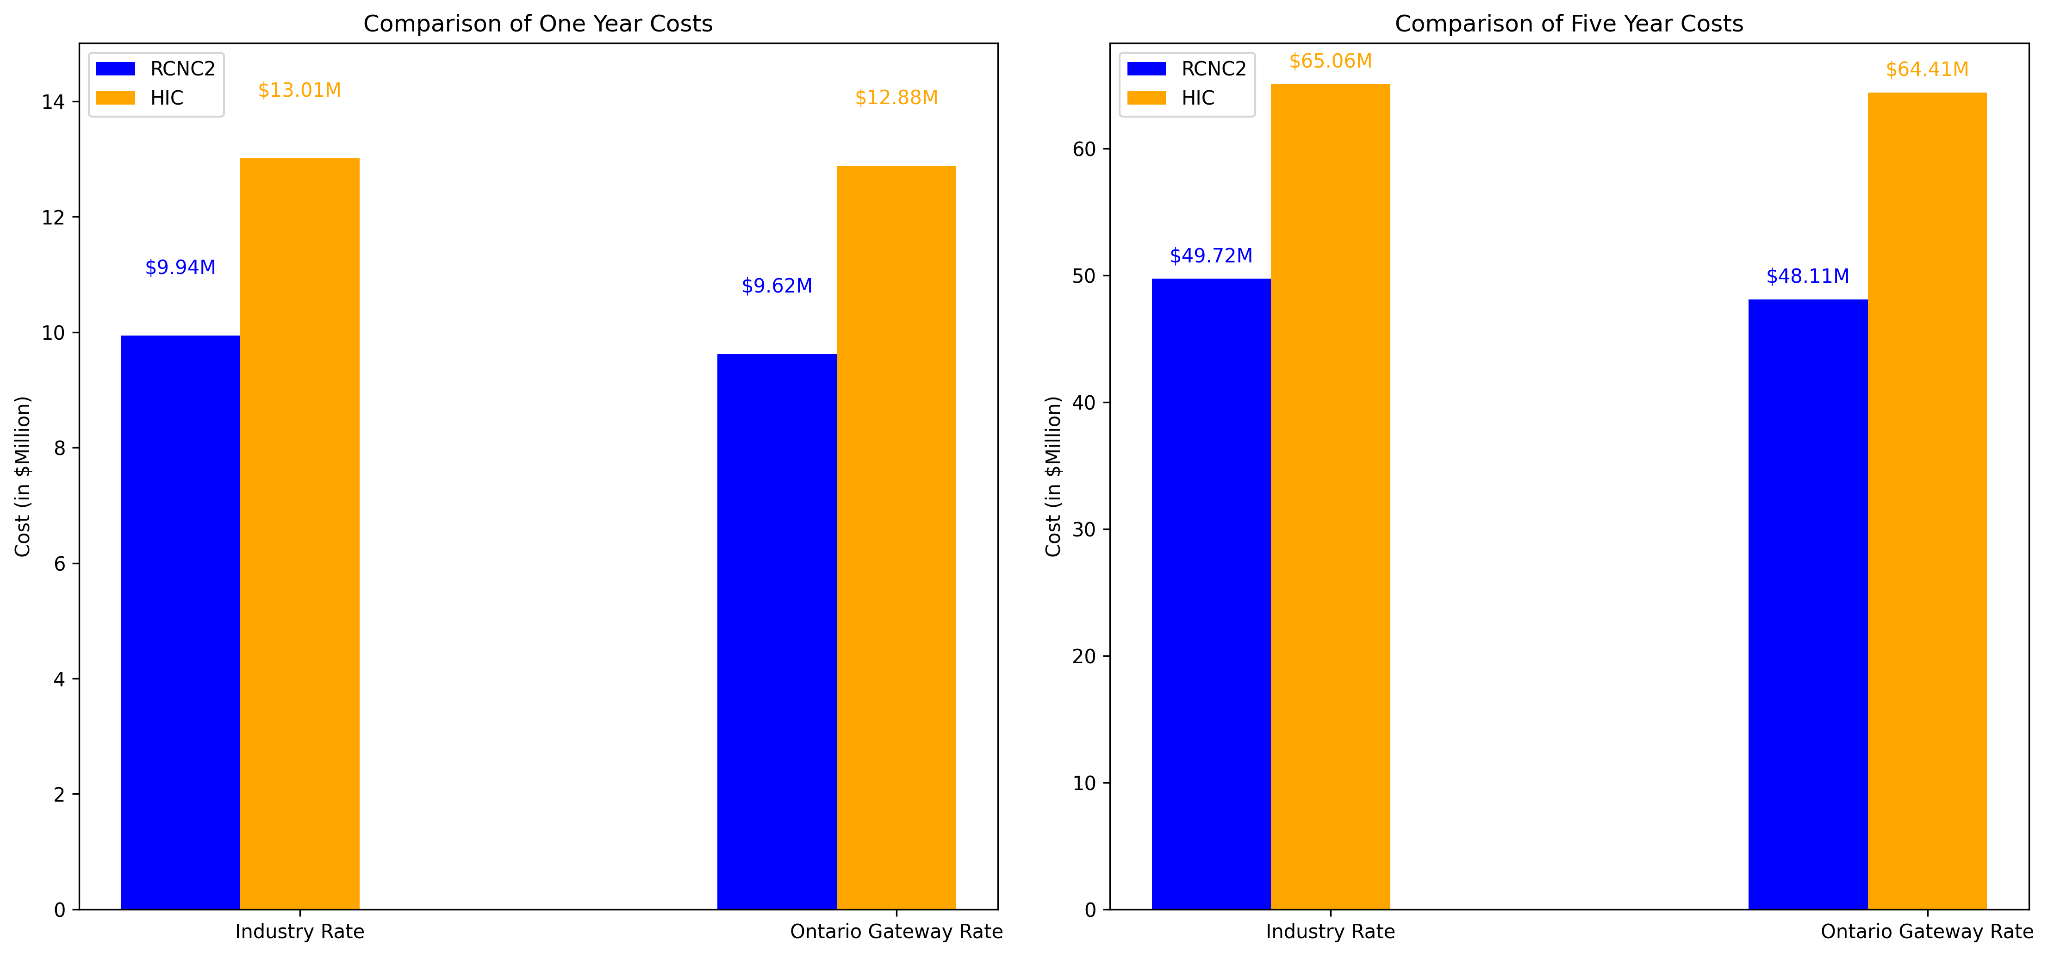 Comparison of One Year Costs
RCNC2
HIC
$13.01M
$12.88M
$9.94M
$9.62M
14
12
10
8
6
4
2
0
Cost (in $Million)
Industry Rate
Ontario Gateway Rate
Comparison of Five Year Costs
RCNC2
HIC
$65.06M
$64.41M
$49.72M
$48.11M
60
50
40
30
20
10
0
Cost (in $Million)
Industry Rate
Ontario Gateway Rate